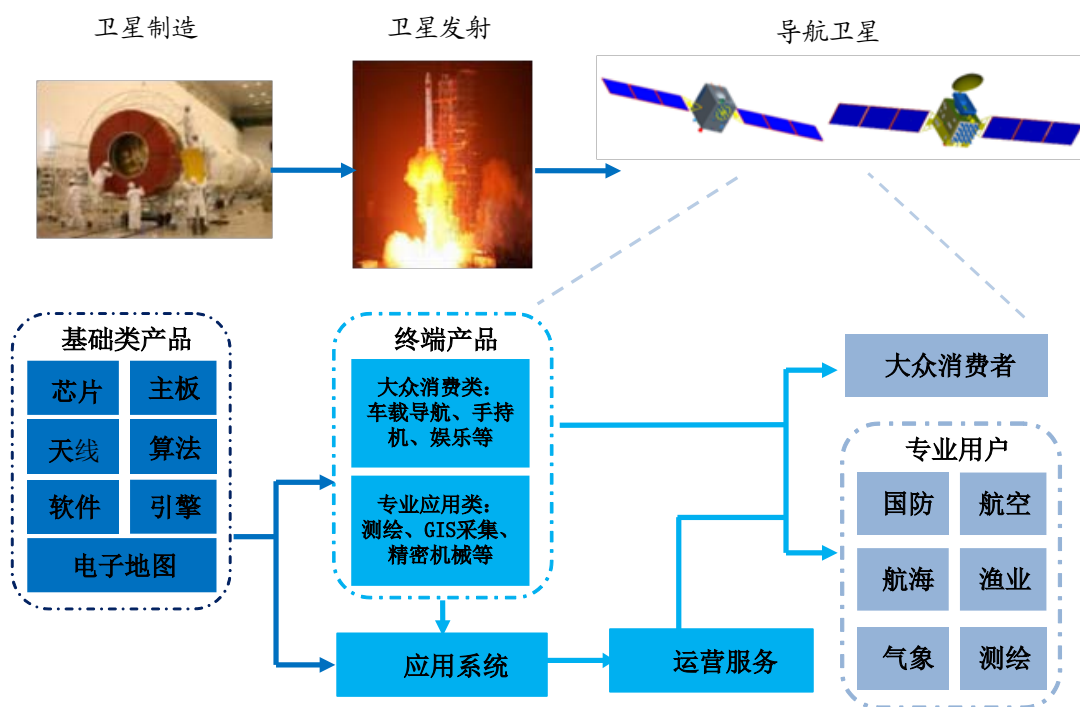 卫星制造
卫星发射
导航卫星
基础类产品
芯片
主板
天线
算法
软件
引擎
电子地图
终端产品
大众消费类：
车载导航、手持
机、娱乐等
专业应用类：
测绘、GIS采集、
精密机械等
应用系统
运营服务
大众消费者
专业用户
国防
航空
航海
渔业
气象
测绘